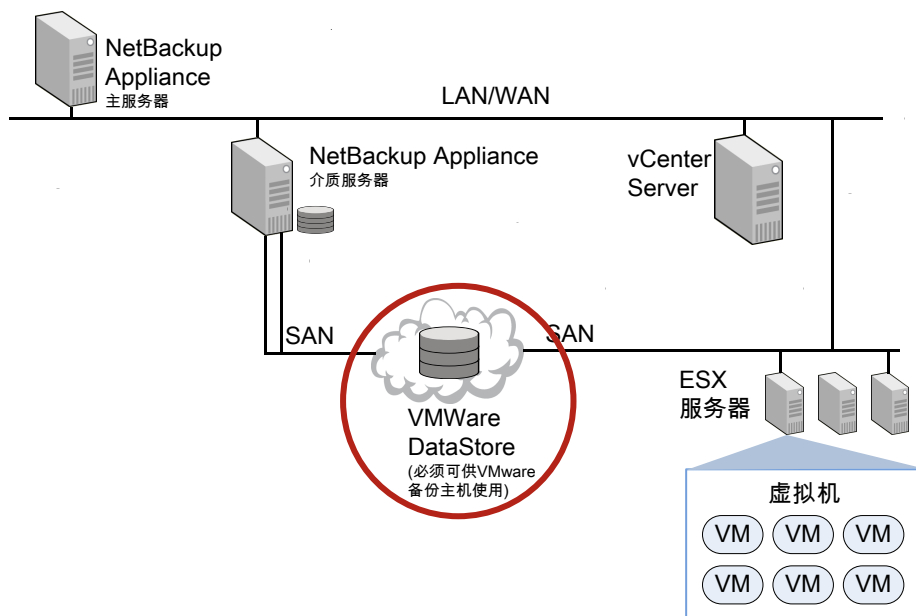 NetBackup
Appliance
主服务器
LAN/WAN
NetBackup Appliance
介质服务器
vCenter
Server
SAN
SAN
VMWare
DataStore
(必须可供VMware
备份主机使用)
ESX
服务器
虚拟机
VM VM VM
VM VM VM